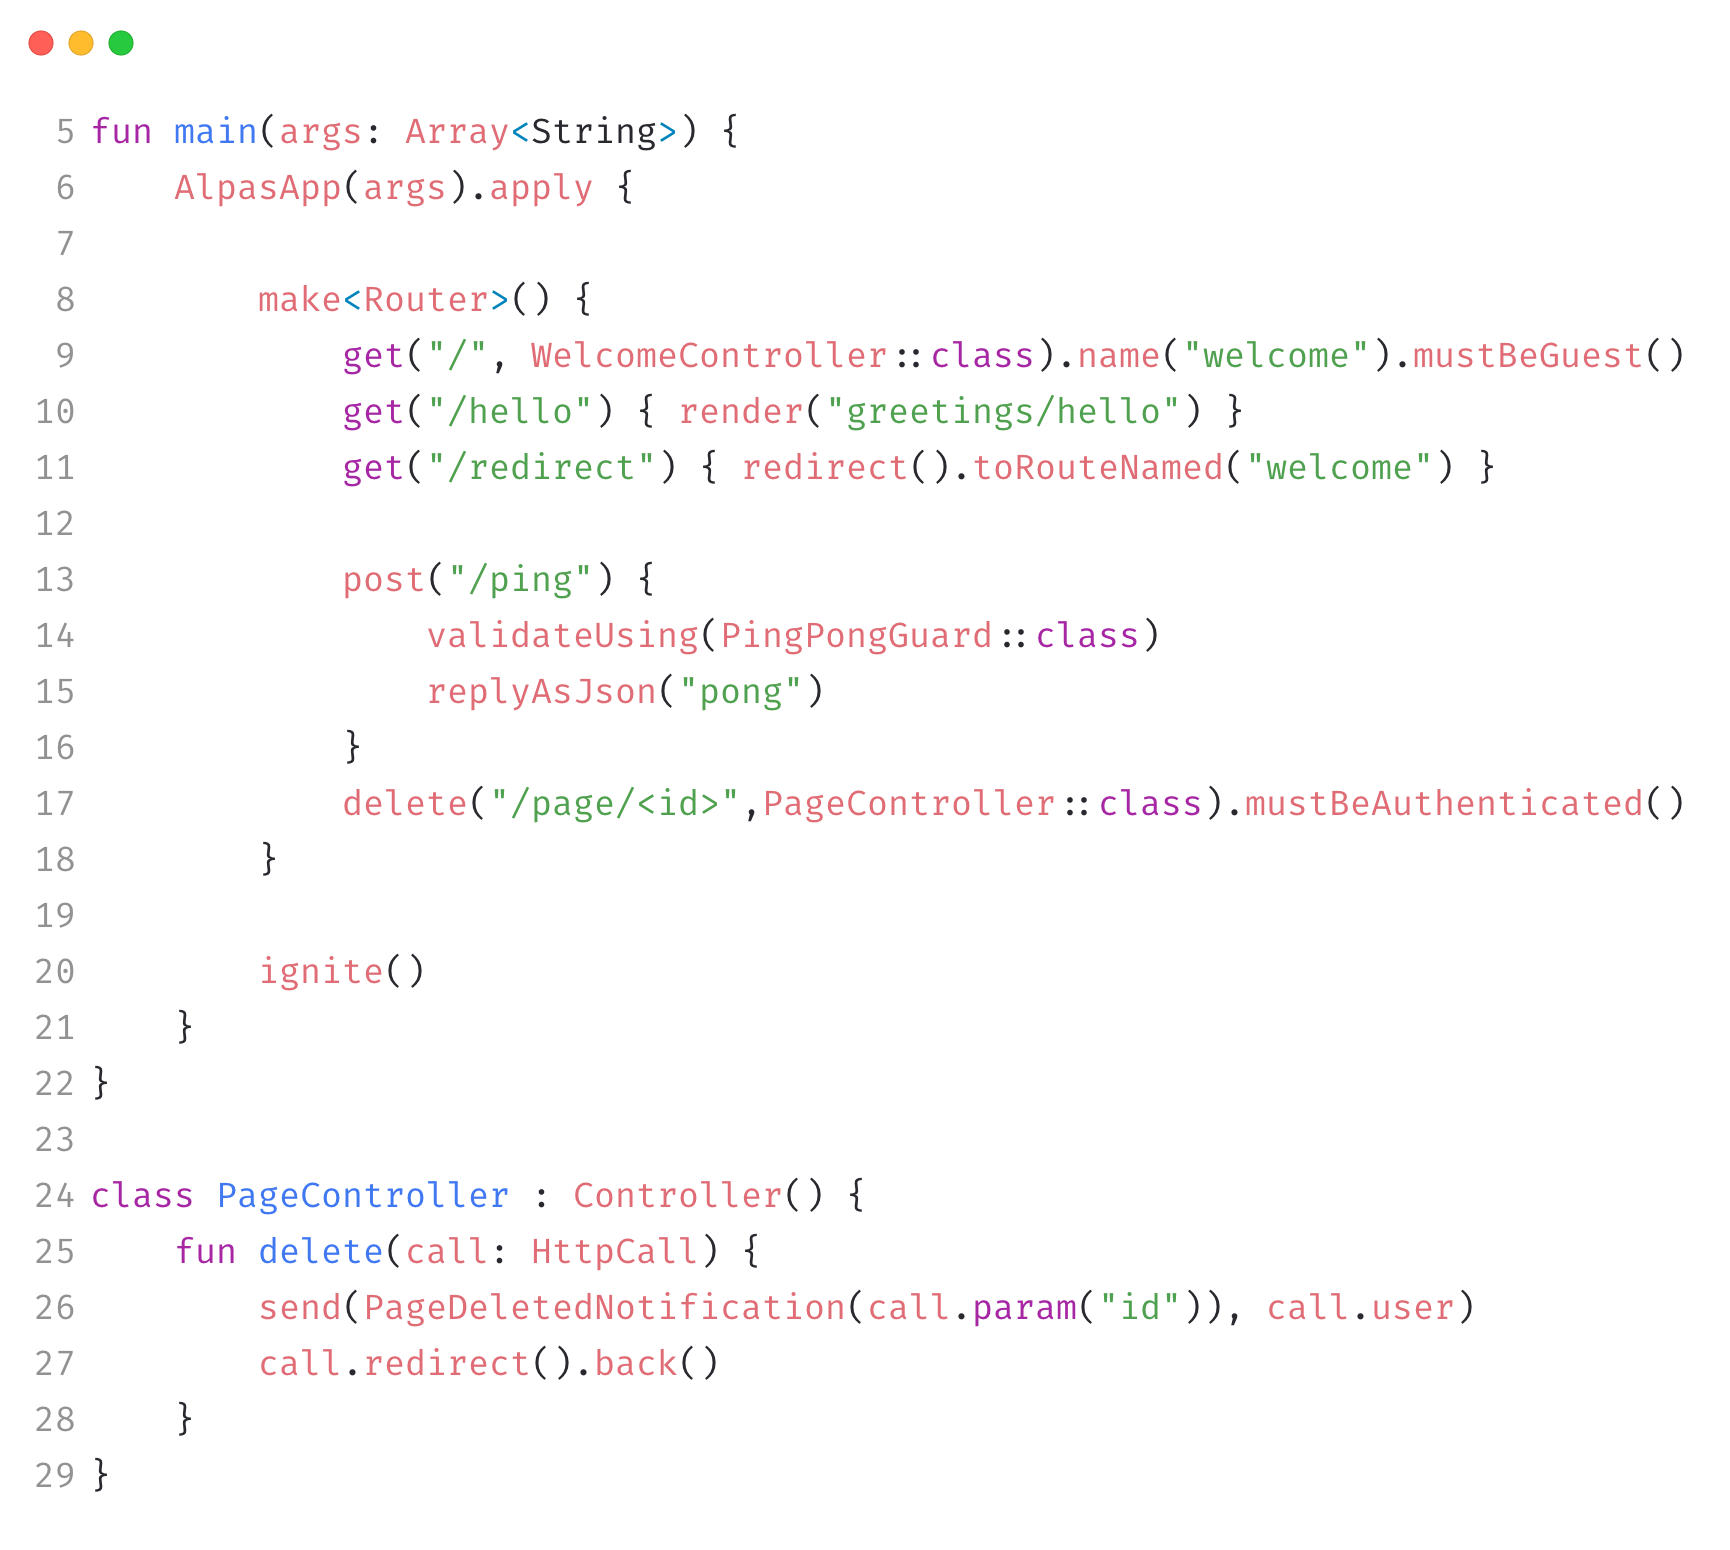 5 fun main(args: Array<String>) {
6     AlpasApp(args).apply {
7
8         make<Router>() {
9             get("/", WelcomeController::class).name("welcome").mustBeGuest()
10             get("/hello") { render("greetings/hello") }
11             get("/redirect") { redirect().toRouteNamed("welcome") }
12
13             post("/ping") {
14                 validateUsing(PingPongGuard::class)
15                 replyAsJson("pong")
16             }
17             delete("/page/<id>",PageController::class).mustBeAuthenticated()
18         }
19
20         ignite()
21     }
22 }
23
24 class PageController : Controller() {
25     fun delete(call: HttpCall) {
26         send(PageDeletedNotification(call.param("id")), call.user)
27         call.redirect().back()
28     }
29 }